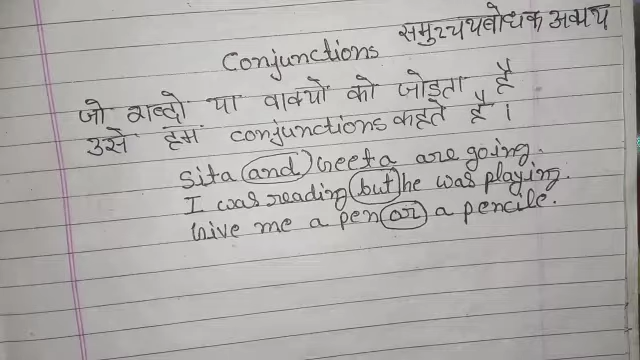 Conjunctions समुच्चयबोधक अव्यय
जो शब्दो या वाक्यो को जोड़ता है
उसे हम conjunctions कहते है ।
Sita and Geeta are going.
I was reading but he was playing.
Give me a pen or a pencile.